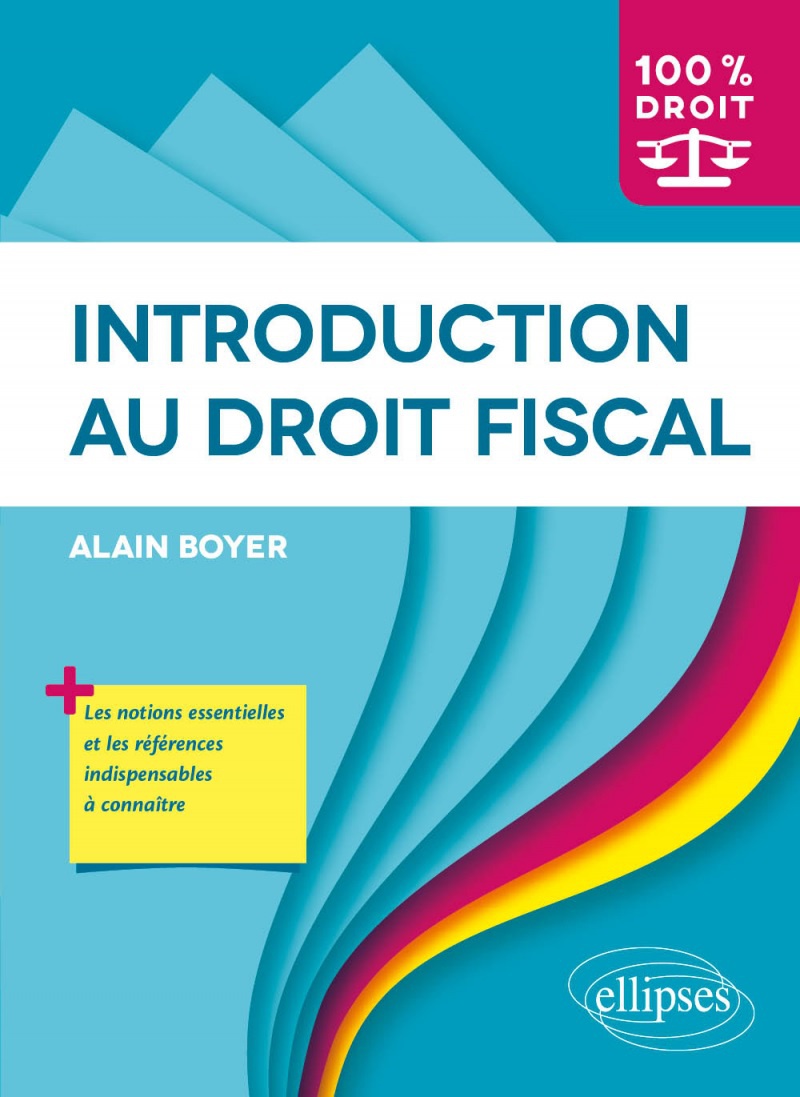 100 %
DROIT
INTRODUCTION
AU DROIT FISCAL
ALAIN BOYER
Les notions essentielles
et les références
indispensables
à connaître
ellipses